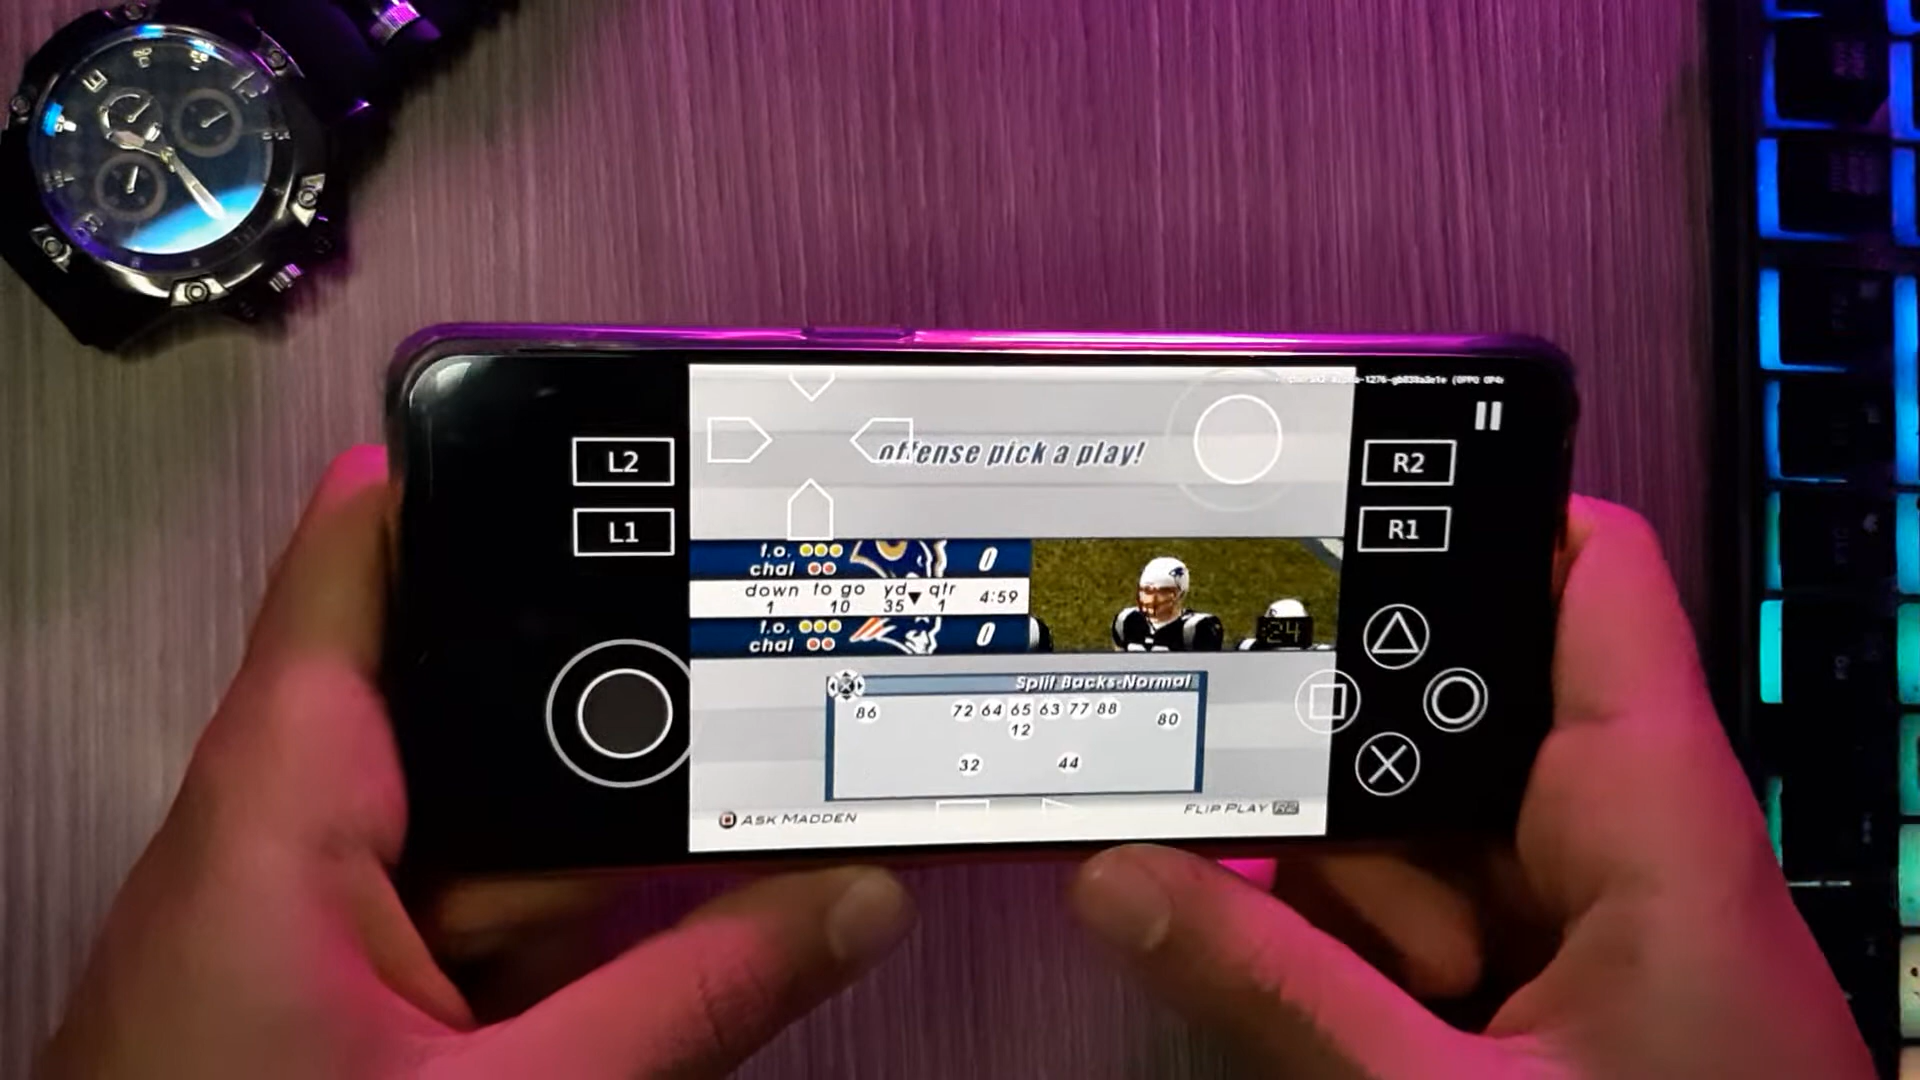 L2
L1
R2
R1
offense pick a play!
t.o.
chal
0
down to go yd qtr
1 10 35 1 4:59
t.o.
chal
0
:24
Split Backs-Normal
86 72 64 65 63 77 88 80
12
32 44
ASK MADDEN
FLIP PLAY R2